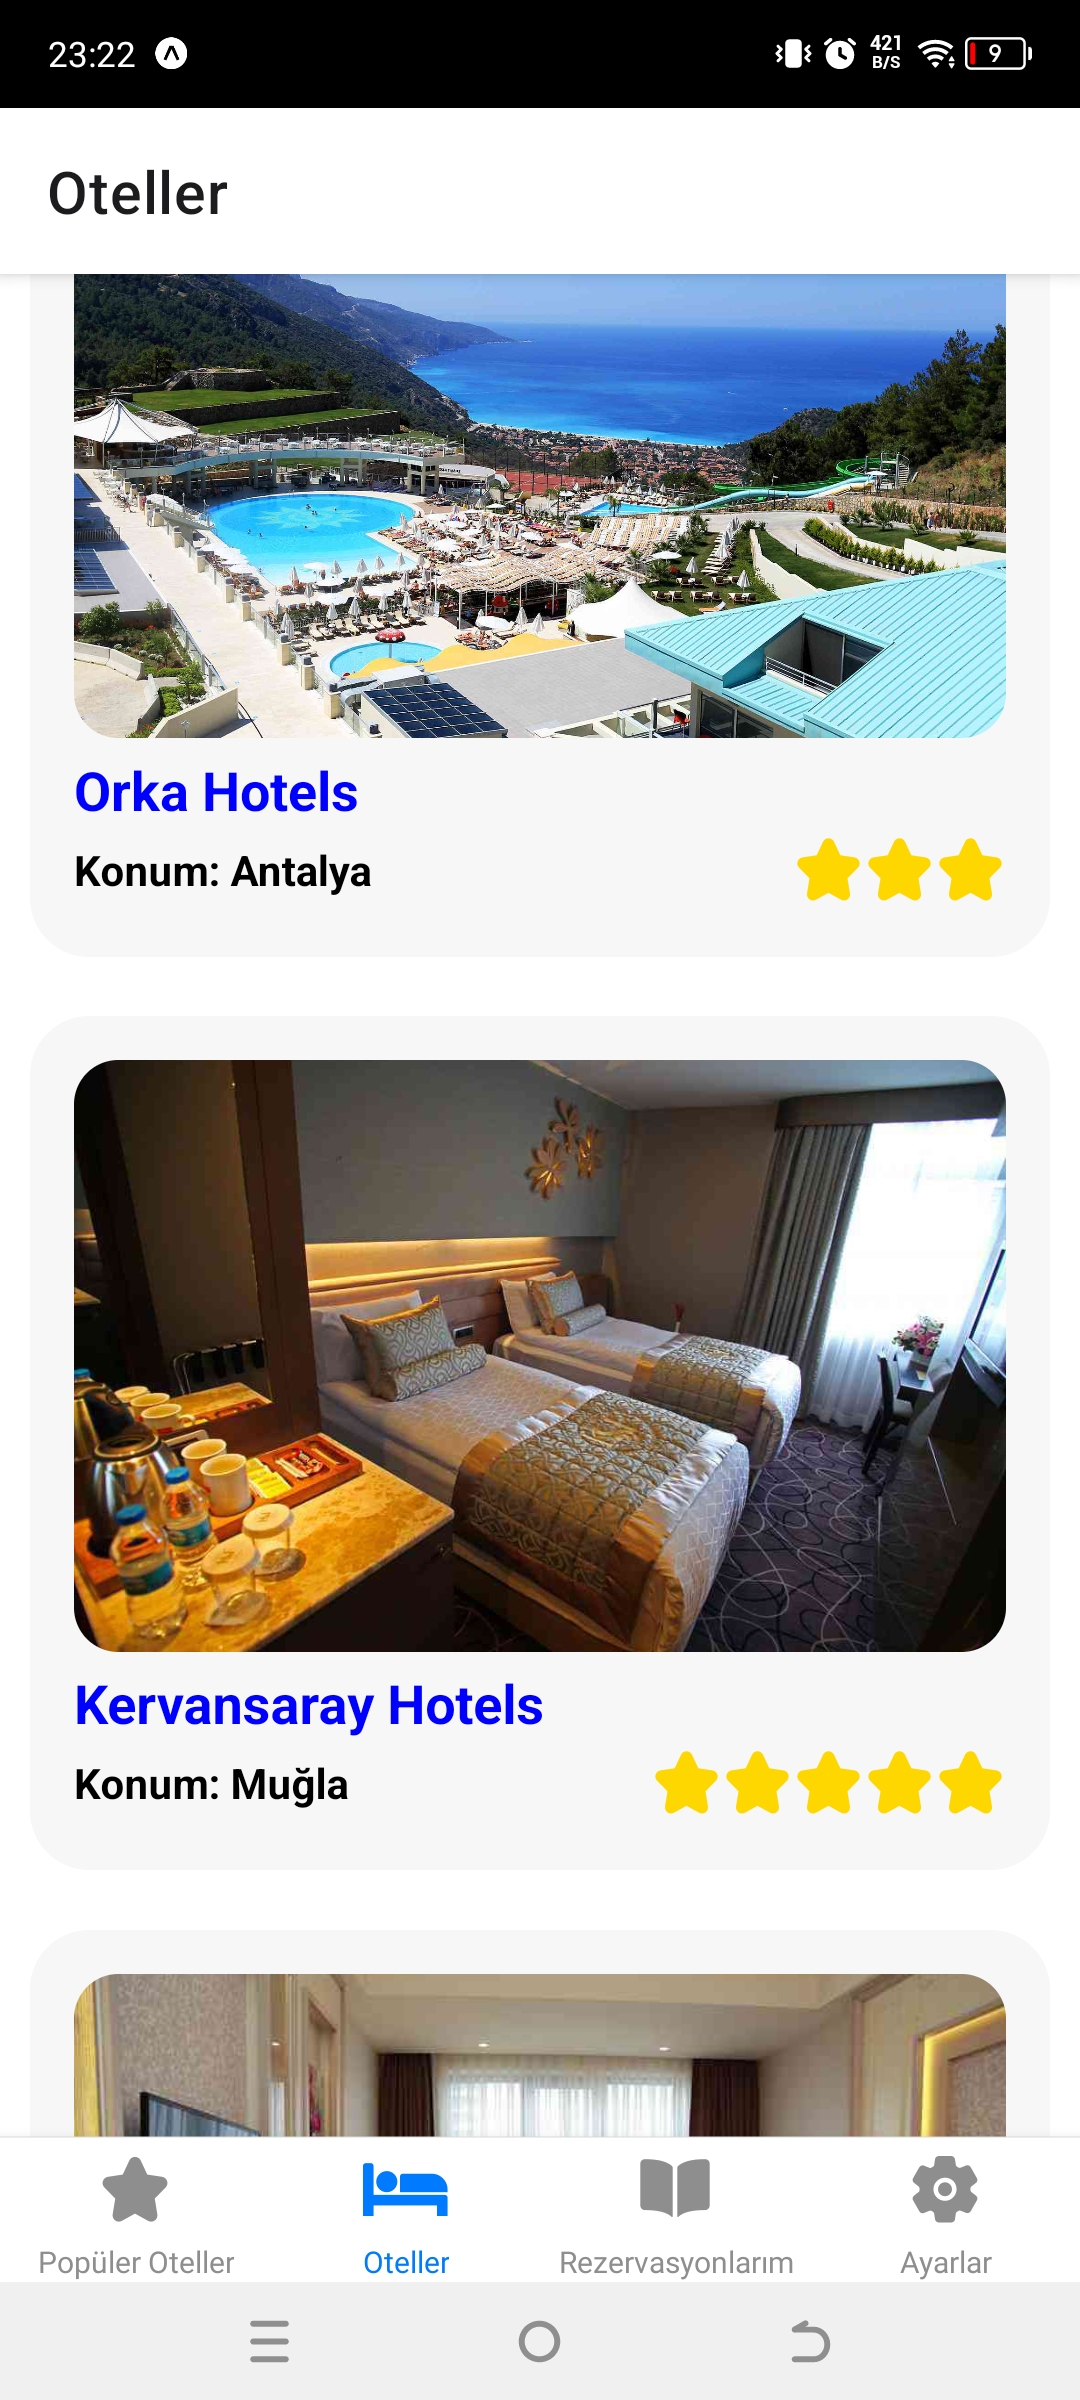 23:22
421
B/S
9
Oteller
Orka Hotels
Konum: Antalya
Kervansaray Hotels
Konum: Muğla
Popüler Oteller
Oteller
Rezervasyonlarım
Ayarlar